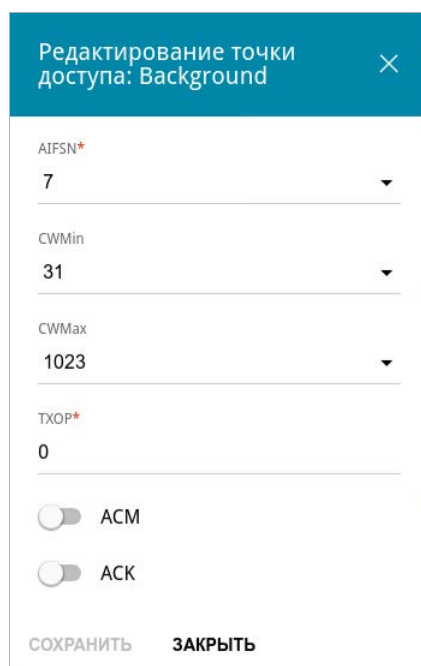 Редактирование точки
доступа: Background
AIFSN*
7
CWMin
31
CWMax
1023
TXOP*
0
ACM
ACK
СОХРАНИТЬ ЗАКРЫТЬ